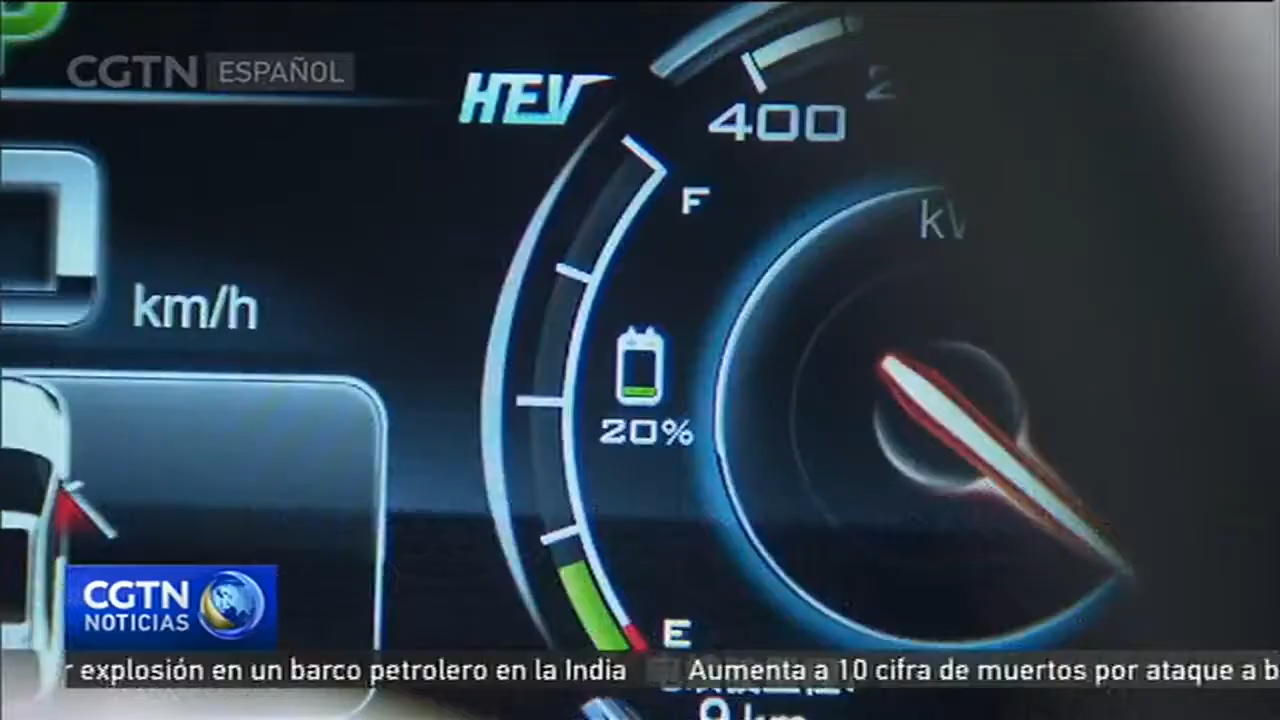 CGTN ESPAÑOL
HEV
400
F
km/h
20%
E
CGTN
NOTICIAS
explosión en un barco petrolero en la India
Aumenta a 10 cifra de muertos por ataque a
km